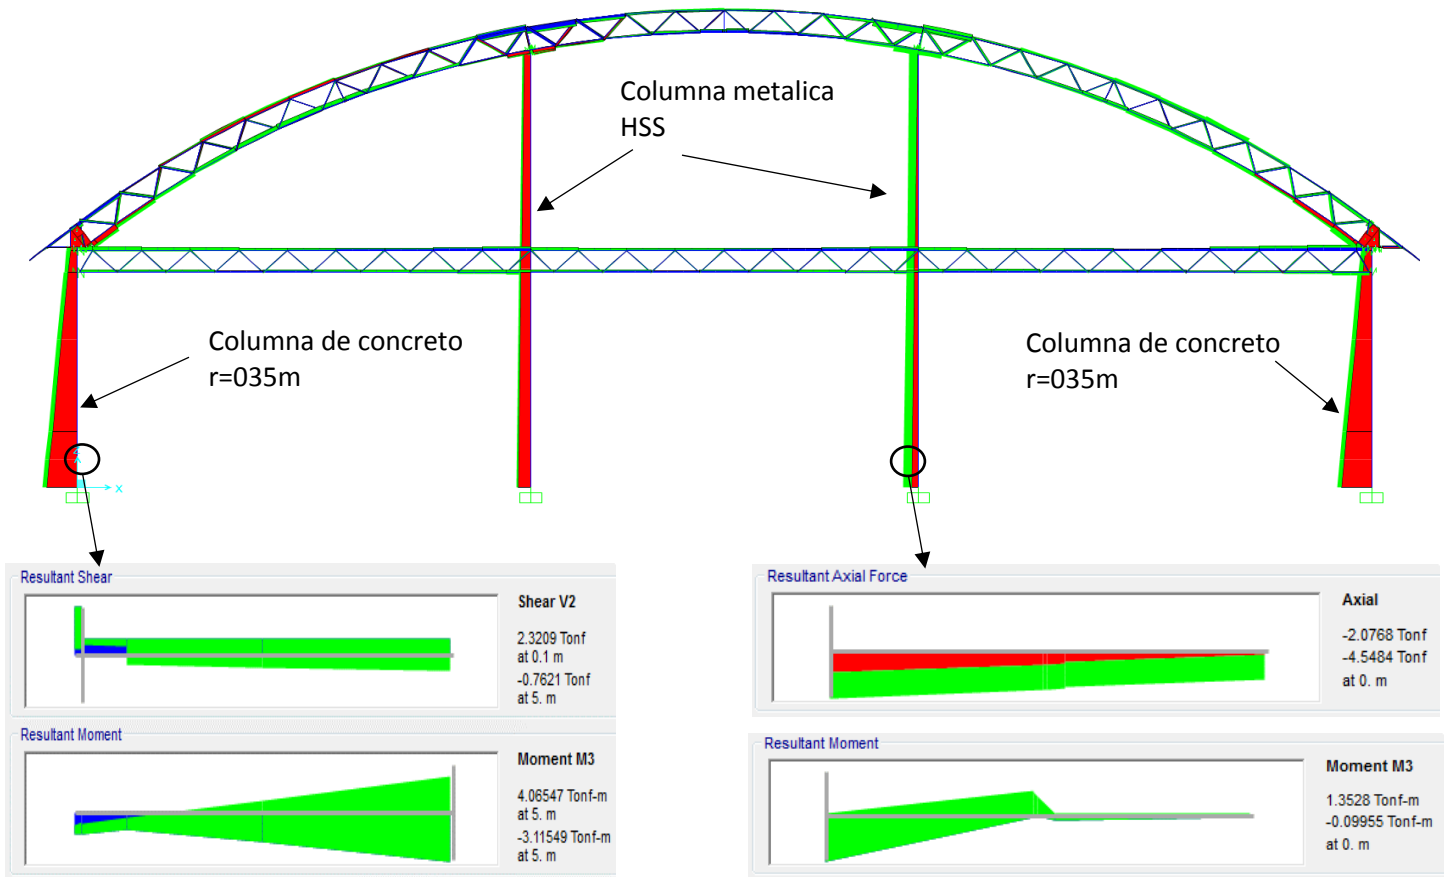 Columna metalica
HSS
Columna de concreto
r=035m
Columna de concreto
r=035m
x
Resultant Shear
Shear V2
2.3209 Tonf
at 0.1 m
-0.7621 Tonf
at 5. m
Resultant Moment
Moment M3
4.06547 Tonf-m
at 5. m
-3.11549 Tonf-m
at 5. m
Resultant Axial Force
Axial
-2.0768 Tonf
-4.5484 Tonf
at 0. m
Resultant Moment
Moment M3
1.3528 Tonf-m
-0.09955 Tonf-m
at 0. m